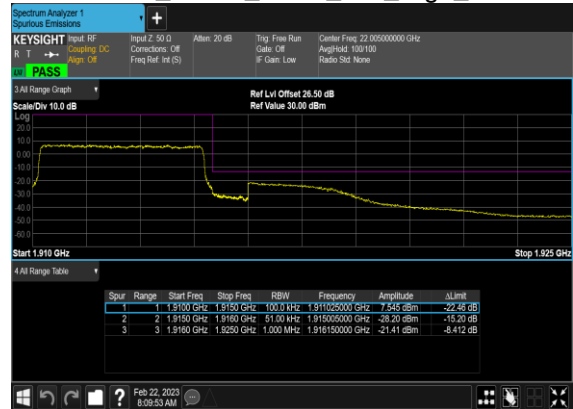 Spectrum Analyzer 1
Spurious Emissions
KEYSIGHT
R T
Input: RF
Coupling: DC
Align: Off
Input Z: 50 Ω
Corrections: Off
Freq Ref: Int (S)
Atten: 20 dB
Trig: Free Run
Gate: Off
IF Gain: Low
Center Freq: 22.005000000 GHz
Avg|Hold: 100/100
Radio Std: None
PASS
3 All Range Graph
Scale/Div 10.0 dB
Ref Lvl Offset 26.50 dB
Ref Value 30.00 dBm
Log
20.0
10.0
0.00
-10.0
-20.0
-30.0
-40.0
-50.0
-60.0
Start 1.910 GHz
Stop 1.925 GHz
4 All Range Table
Spur Range Start Freq Stop Freq RBW Frequency Amplitude ΔLimit
1 1 1.9100 GHz 1.9150 GHz 100.0 kHz 1.911025000 GHz 7.545 dBm -22.46 dB
2 2 1.9150 GHz 1.9160 GHz 51.00 kHz 1.915005000 GHz -28.20 dBm -15.20 dB
3 3 1.9160 GHz 1.9250 GHz 1.000 MHz 1.916150000 GHz -21.41 dBm -8.412 dB
?
Feb 22, 2023
8:09:53 AM